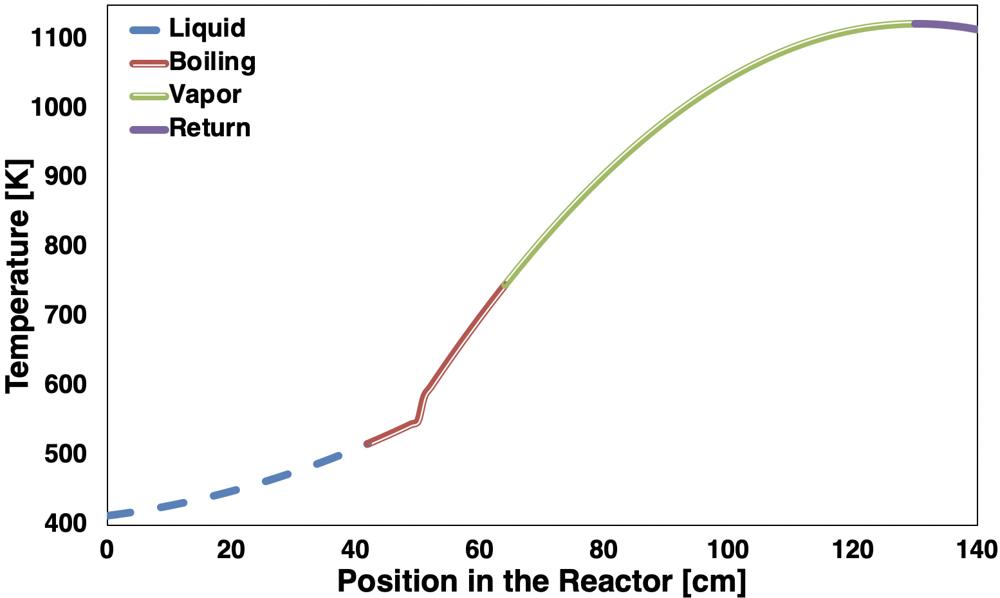 Liquid
Boiling
Vapor
Return
Temperature [K]
1100
1000
900
800
700
600
500
400
0 20 40 60 80 100 120 140
Position in the Reactor [cm]